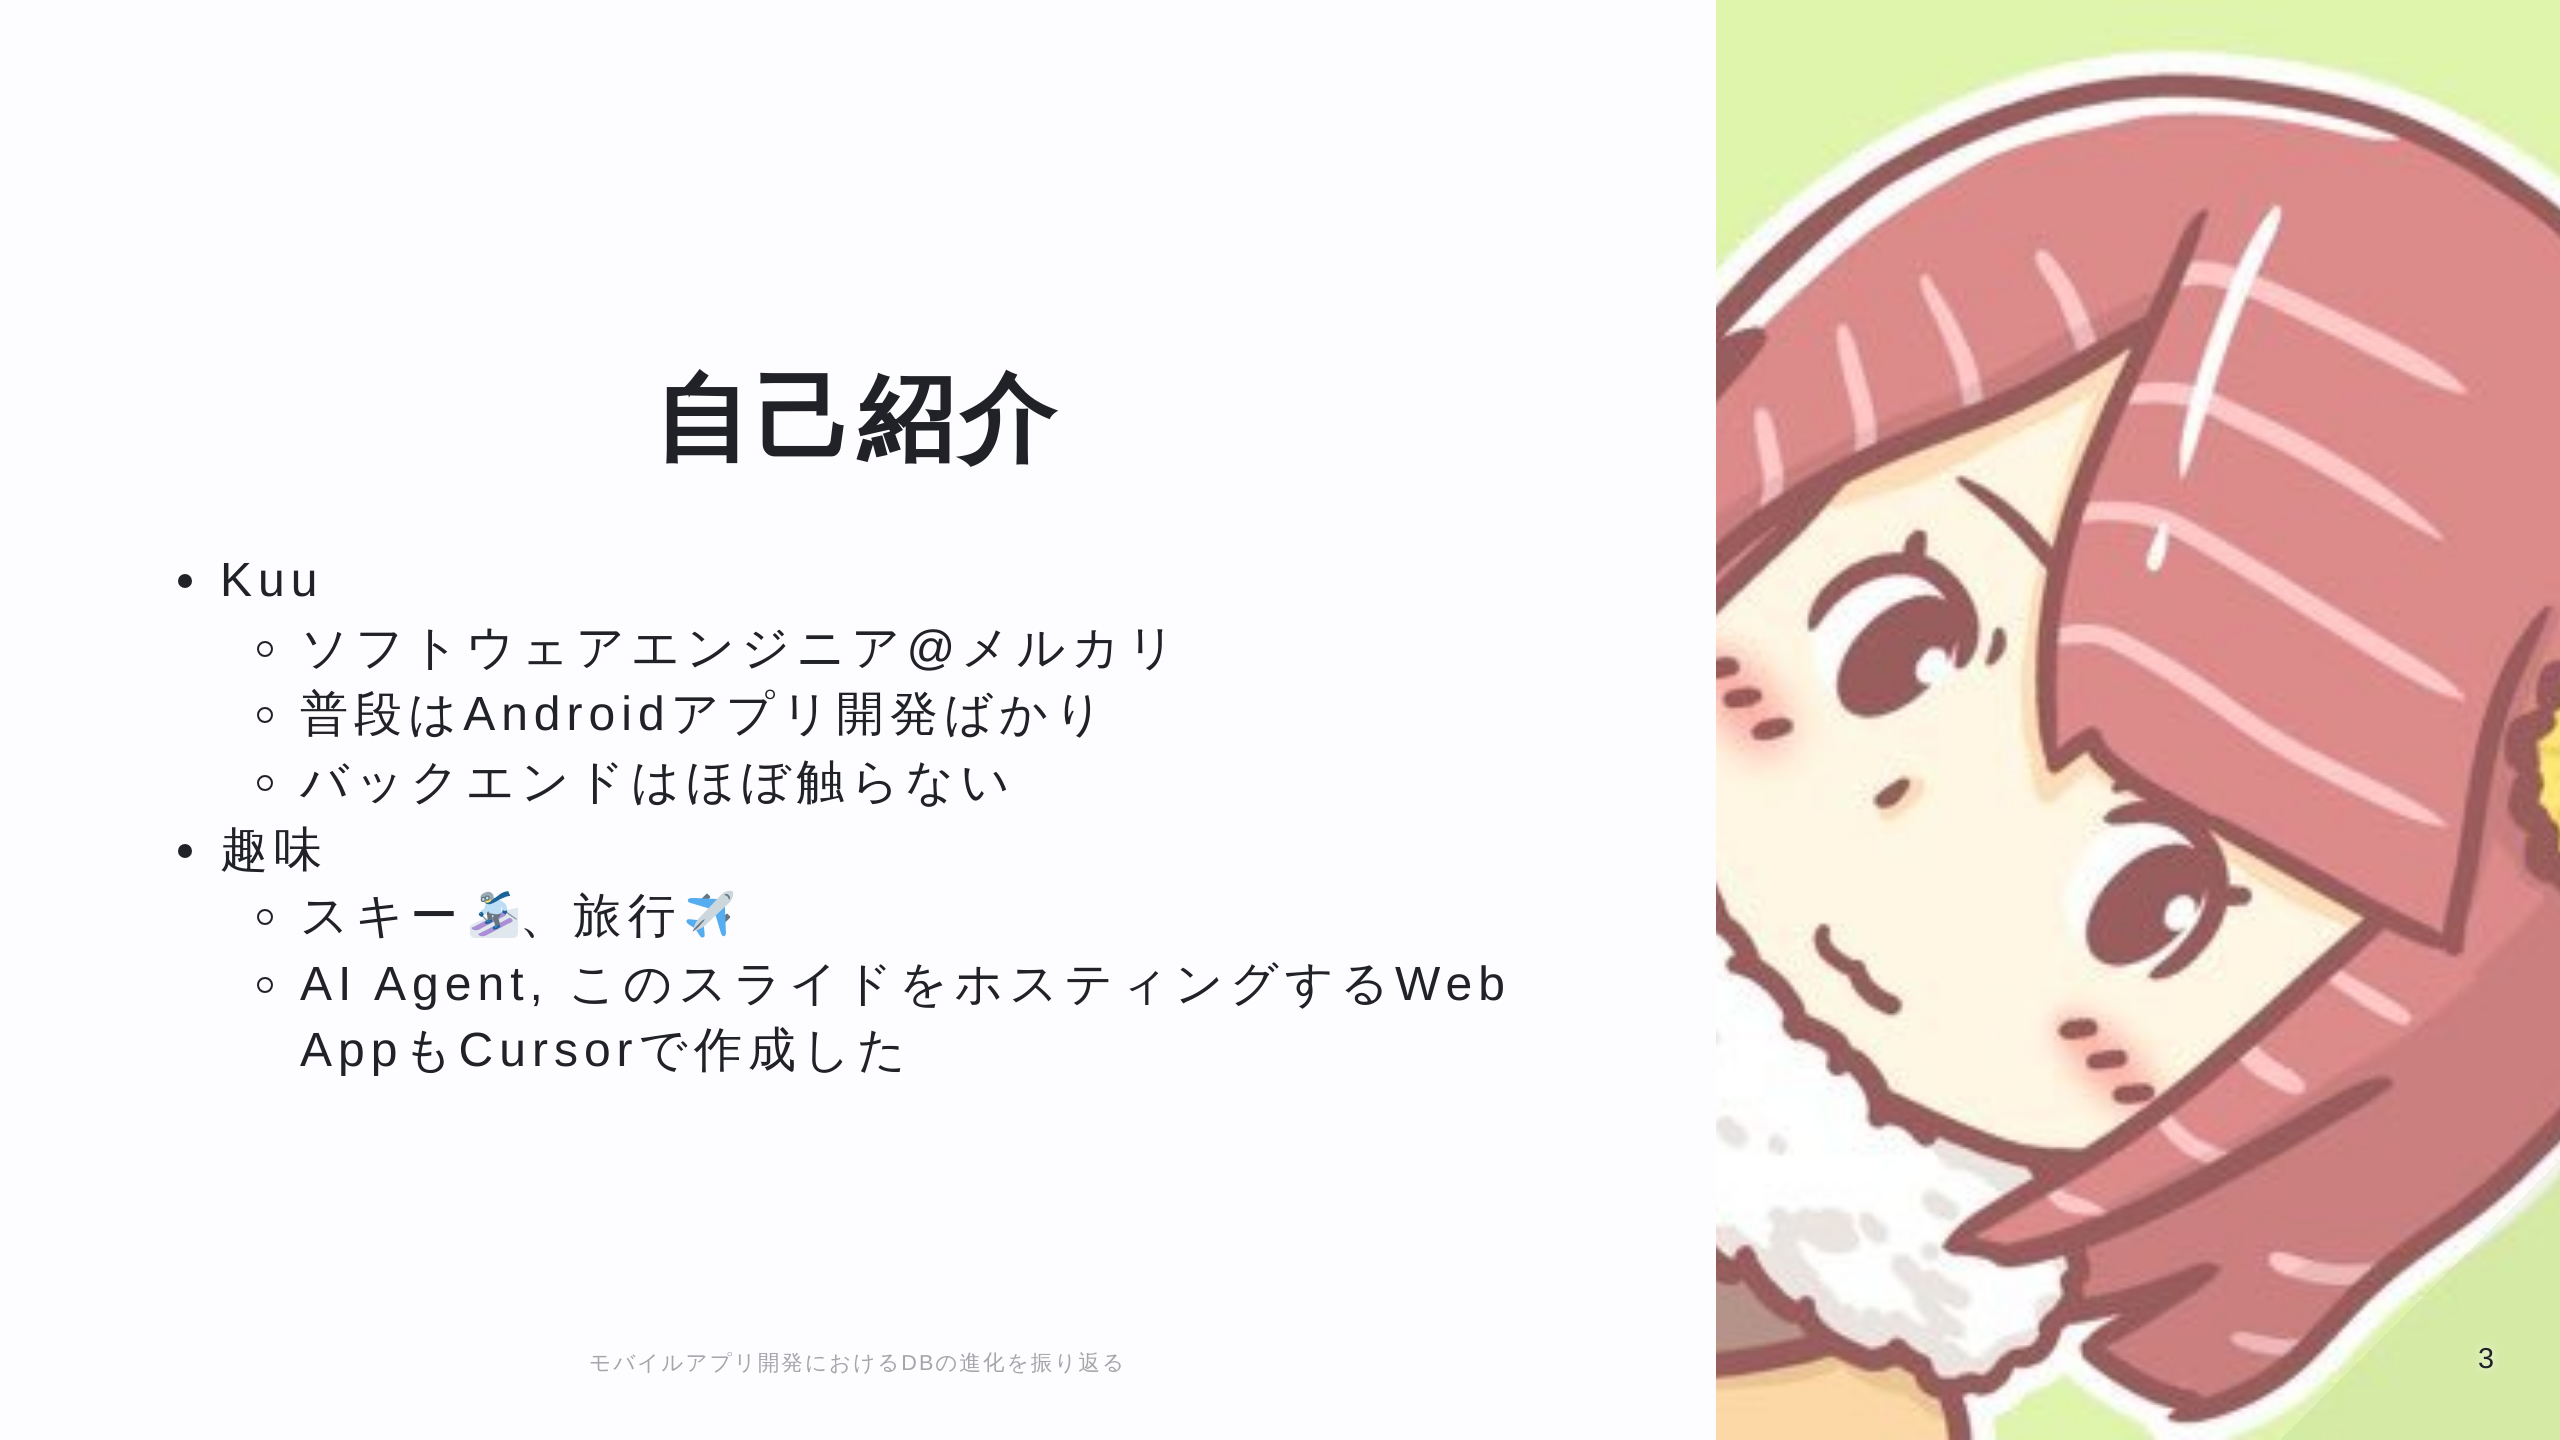 自己紹介
• Kuu
◦ ソフトウェアエンジニア@メルカリ
◦ 普段はAndroidアプリ開発ばかり
◦ バックエンドはほぼ触らない
• 趣味
◦ スキー🏂、旅行✈️
◦ AI Agent, このスライドをホスティングするWeb
AppもCursorで作成した
モバイルアプリ開発におけるDBの進化を振り返る
3